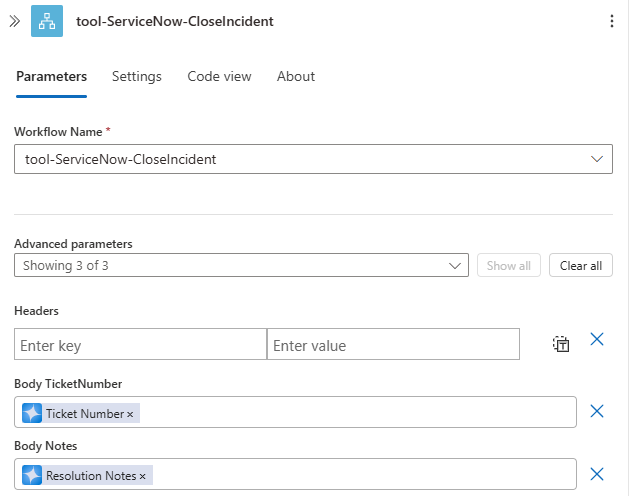 tool-ServiceNow-CloseIncident
Parameters Settings Code view About
Workflow Name *
tool-ServiceNow-CloseIncident
Advanced parameters
Showing 3 of 3 Show all Clear all
Headers
Enter key Enter value
Body TicketNumber
Ticket Number ×
Body Notes
Resolution Notes ×